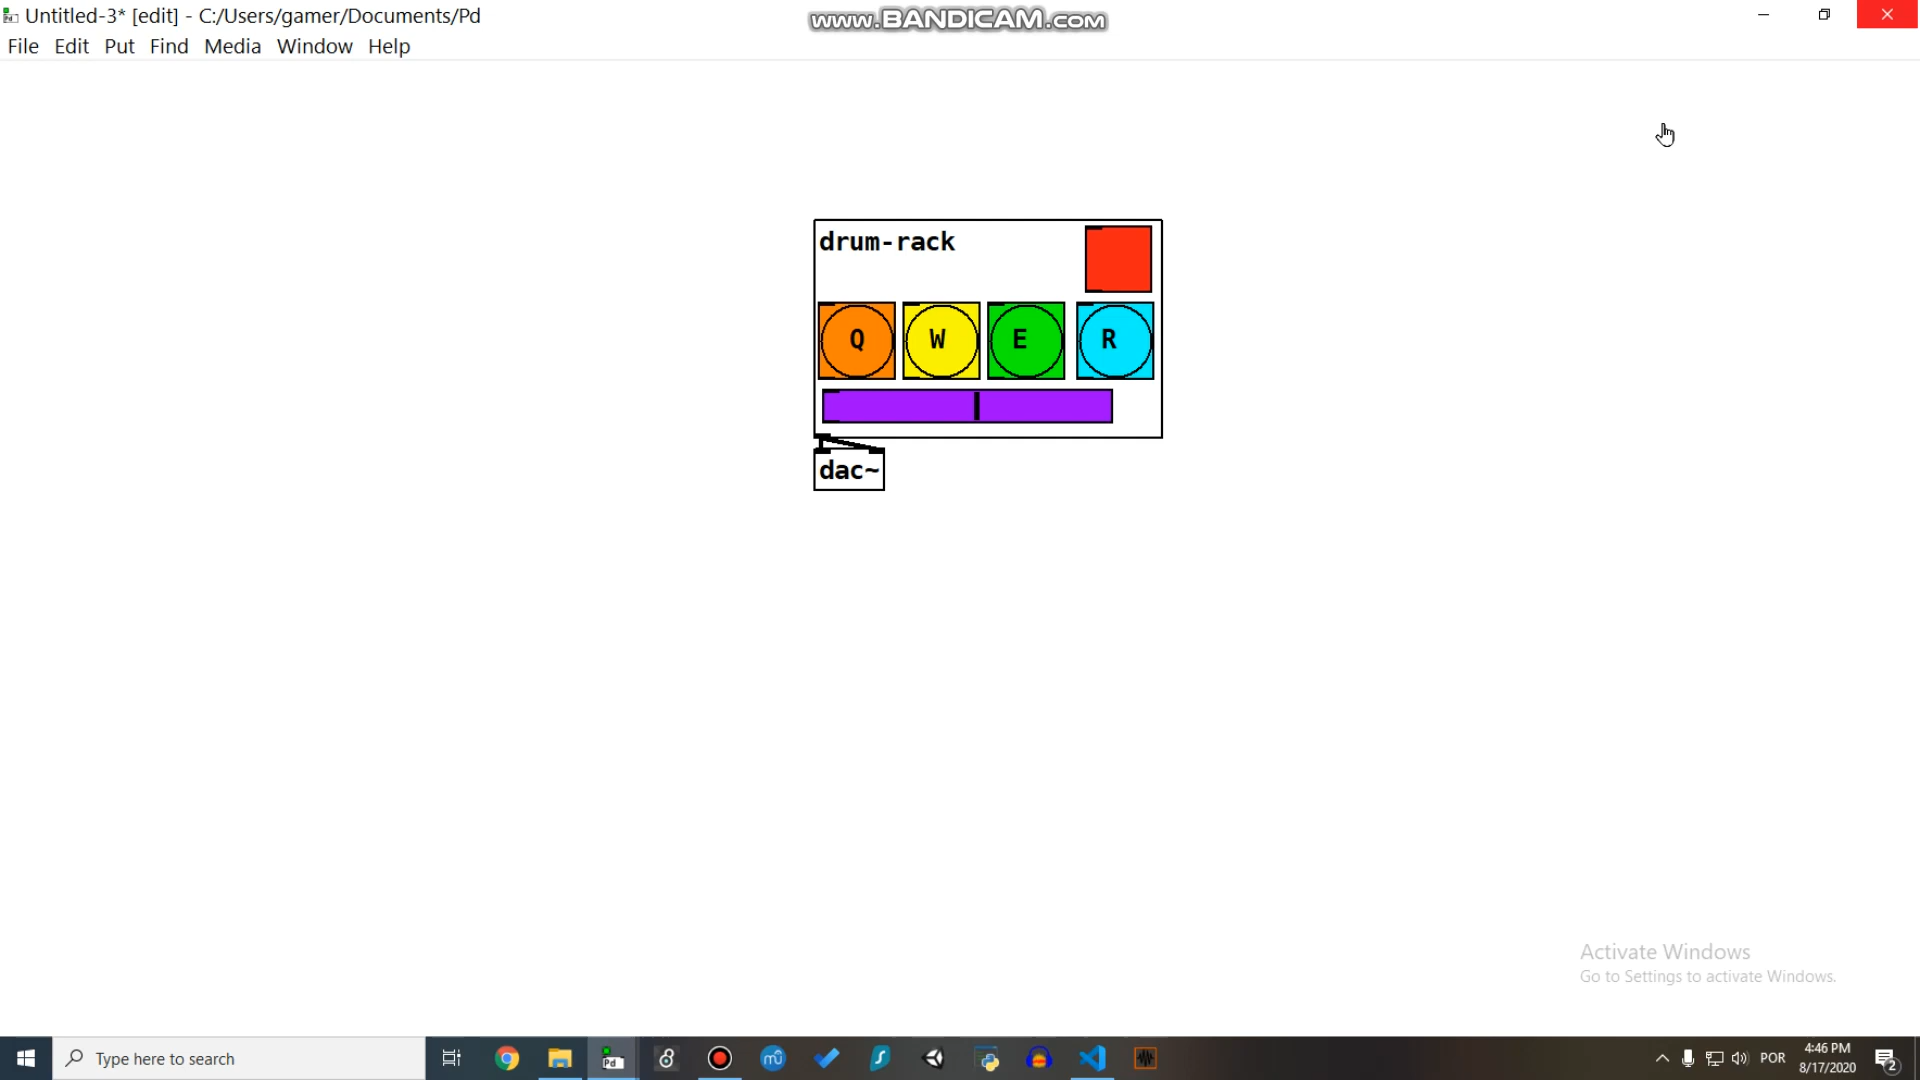 Untitled-3* [edit] - C:/Users/gamer/Documents/Pd
www.BANDICAM.com
File Edit Put Find Media Window Help
drum-rack
Q W E R
dac~
Activate Windows
Go to Settings to activate Windows.
Type here to search
POR
4:46 PM
8/17/2020
2